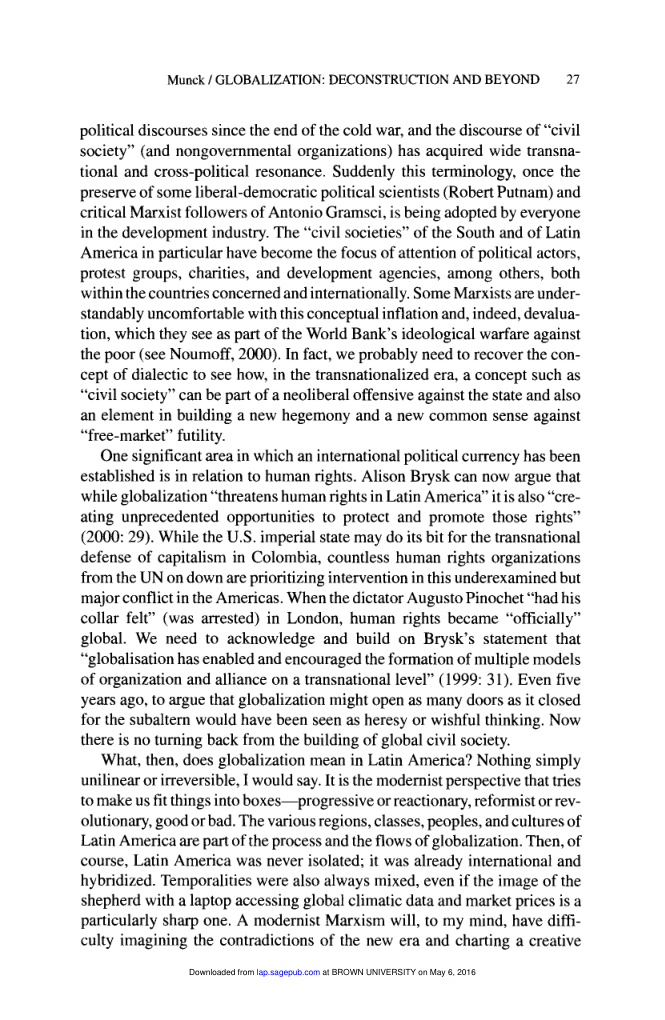 Munck / GLOBALIZATION: DECONSTRUCTION AND BEYOND 27
political discourses since the end of the cold war, and the discourse of “civil
society” (and nongovernmental organizations) has acquired wide transna-
tional and cross-political resonance. Suddenly this terminology, once the
preserve of some liberal-democratic political scientists (Robert Putnam) and
critical Marxist followers of Antonio Gramsci, is being adopted by everyone
in the development industry. The “civil societies” of the South and of Latin
America in particular have become the focus of attention of political actors,
protest groups, charities, and development agencies, among others, both
within the countries concerned and internationally. Some Marxists are under-
standably uncomfortable with this conceptual inflation and, indeed, devalua-
tion, which they see as part of the World Bank’s ideological warfare against
the poor (see Noumoff, 2000). In fact, we probably need to recover the con-
cept of dialectic to see how, in the transnationalized era, a concept such as
“civil society” can be part of a neoliberal offensive against the state and also
an element in building a new hegemony and a new common sense against
“free-market” futility.
One significant area in which an international political currency has been
established is in relation to human rights. Alison Brysk can now argue that
while globalization “threatens human rights in Latin America” it is also “cre-
ating unprecedented opportunities to protect and promote those rights”
(2000: 29). While the U.S. imperial state may do its bit for the transnational
defense of capitalism in Colombia, countless human rights organizations
from the UN on down are prioritizing intervention in this underexamined but
major conflict in the Americas. When the dictator Augusto Pinochet “had his
collar felt” (was arrested) in London, human rights became “officially”
global. We need to acknowledge and build on Brysk’s statement that
“globalisation has enabled and encouraged the formation of multiple models
of organization and alliance on a transnational level” (1999: 31). Even five
years ago, to argue that globalization might open as many doors as it closed
for the subaltern would have been seen as heresy or wishful thinking. Now
there is no turning back from the building of global civil society.
What, then, does globalization mean in Latin America? Nothing simply
unilinear or irreversible, I would say. It is the modernist perspective that tries
to make us fit things into boxes—progressive or reactionary, reformist or rev-
olutionary, good or bad. The various regions, classes, peoples, and cultures of
Latin America are part of the process and the flows of globalization. Then, of
course, Latin America was never isolated; it was already international and
hybridized. Temporalities were also always mixed, even if the image of the
shepherd with a laptop accessing global climatic data and market prices is a
particularly sharp one. A modernist Marxism will, to my mind, have diffi-
culty imagining the contradictions of the new era and charting a creative
Downloaded from lap.sagepub.com at BROWN UNIVERSITY on May 6, 2016